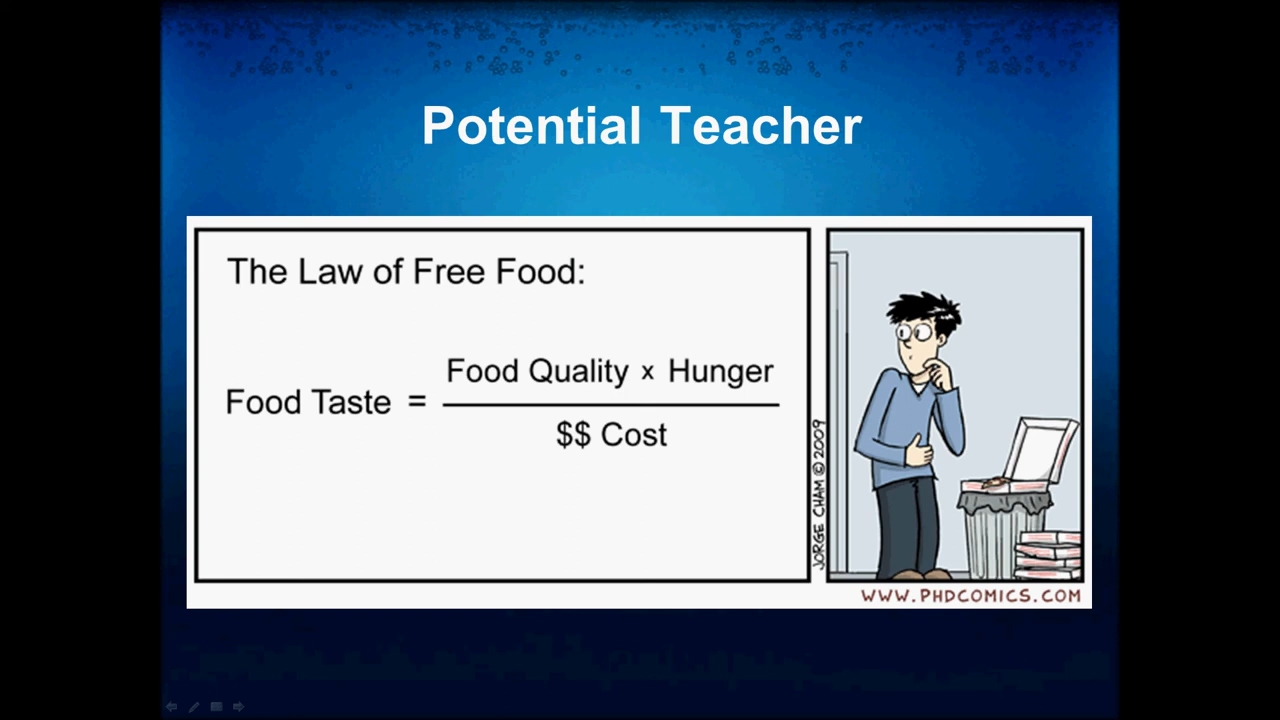 Potential Teacher
The Law of Free Food:
Food Taste = Food Quality x Hunger
$$ Cost
JORGE CHAM © 2009
WWW.PHDCOMICS.COM